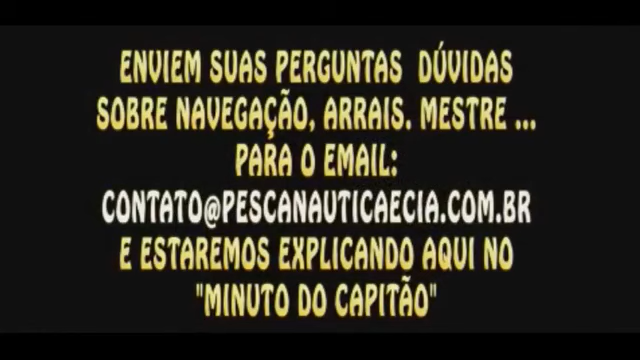 ENVIEM SUAS PERGUNTAS DÚVIDAS
SOBRE NAVEGAÇÃO, ARRAIS. MESTRE ...
PARA O EMAIL:
CONTATO@PESCANAUTICAECIA.COM.BR
E ESTAREMOS EXPLICANDO AQUI NO
"MINUTO DO CAPITÃO"